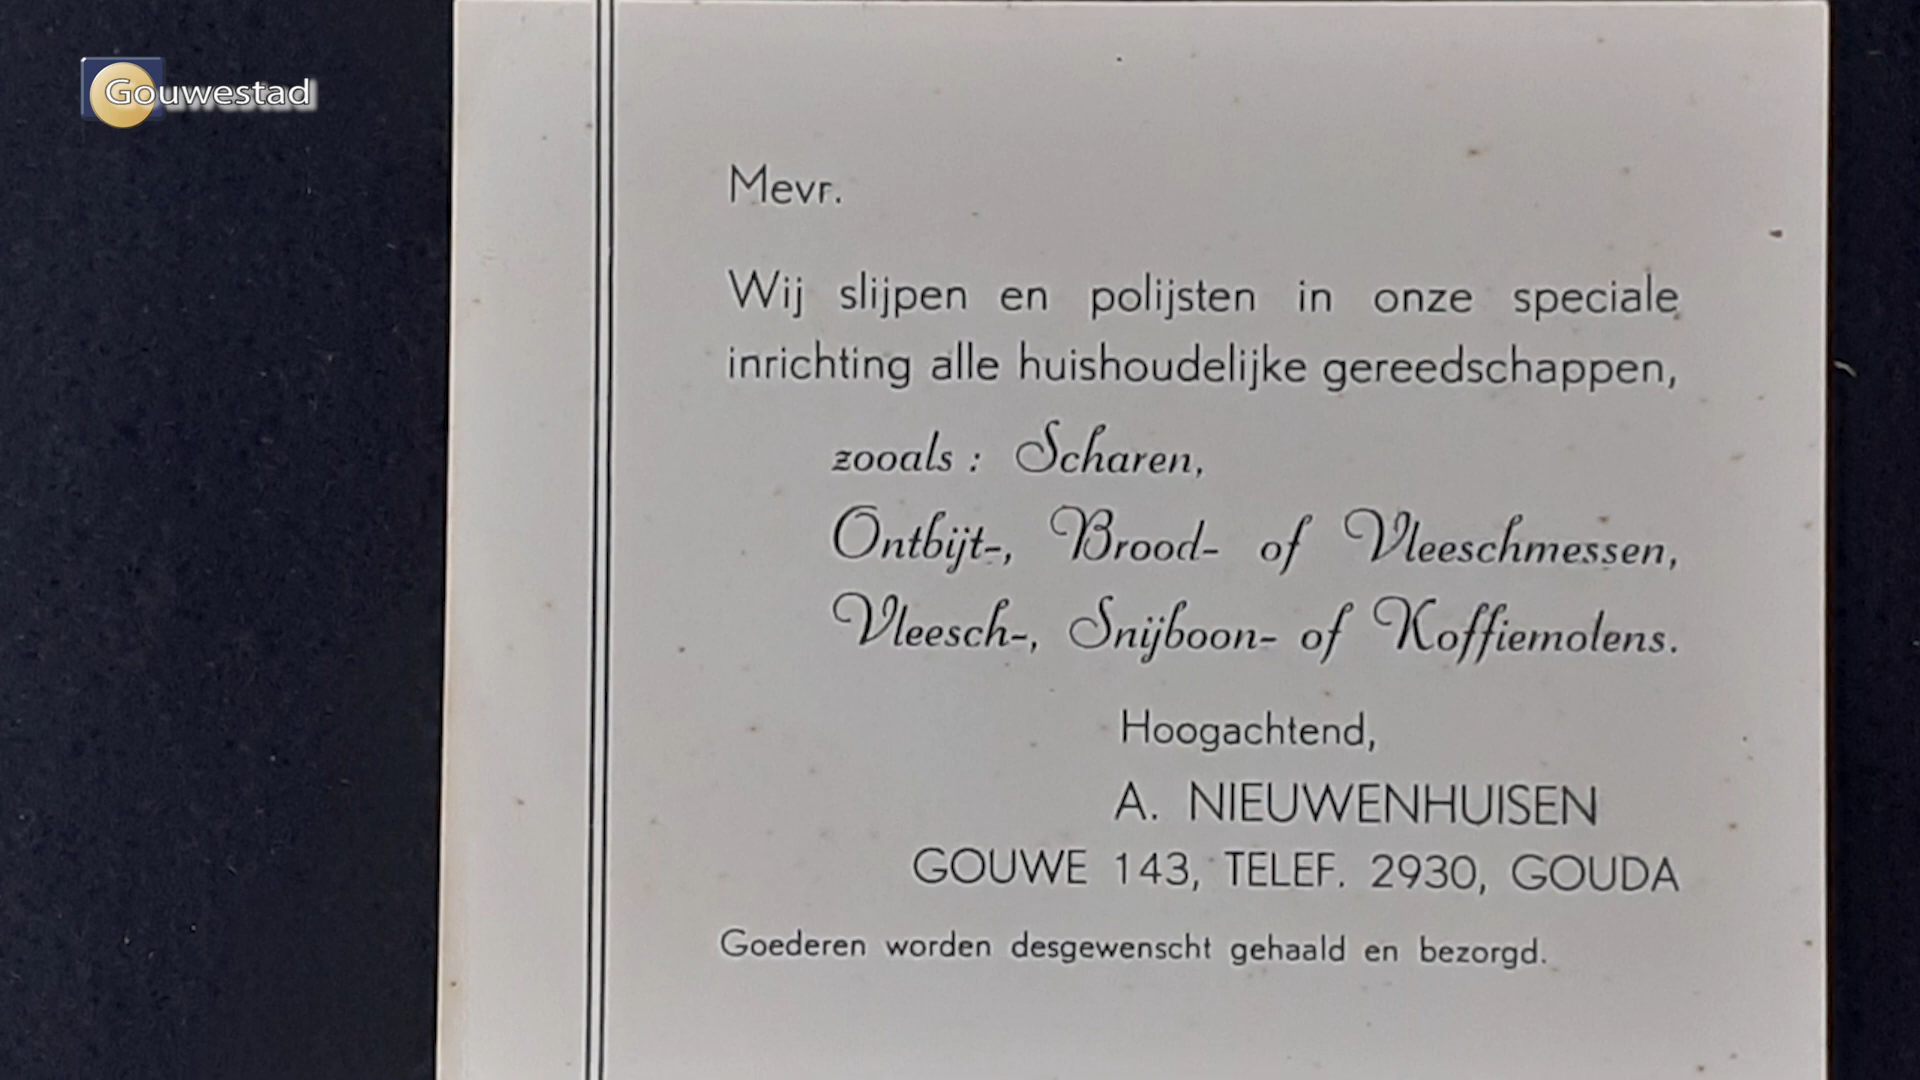 Gouwestad
Mevr.
Wij slijpen en polijsten in onze speciale
inrichting alle huishoudelijke gereedschappen,
zooals : Scharen,
Ontbijt-, Brood- of Vleeschmessen,
Vleesch-, Snijboon- of Koffiemolens.
Hoogachtend,
A. NIEUWENHUISEN
GOUWE 143, TELEF. 2930, GOUDA
Goederen worden desgewenscht gehaald en bezorgd.